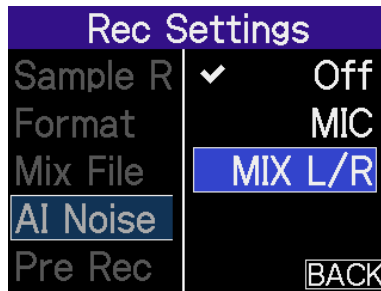 Rec Settings
Sample R ✔ Off
Format MIC
Mix File MIX L/R
AI Noise
Pre Rec BACK